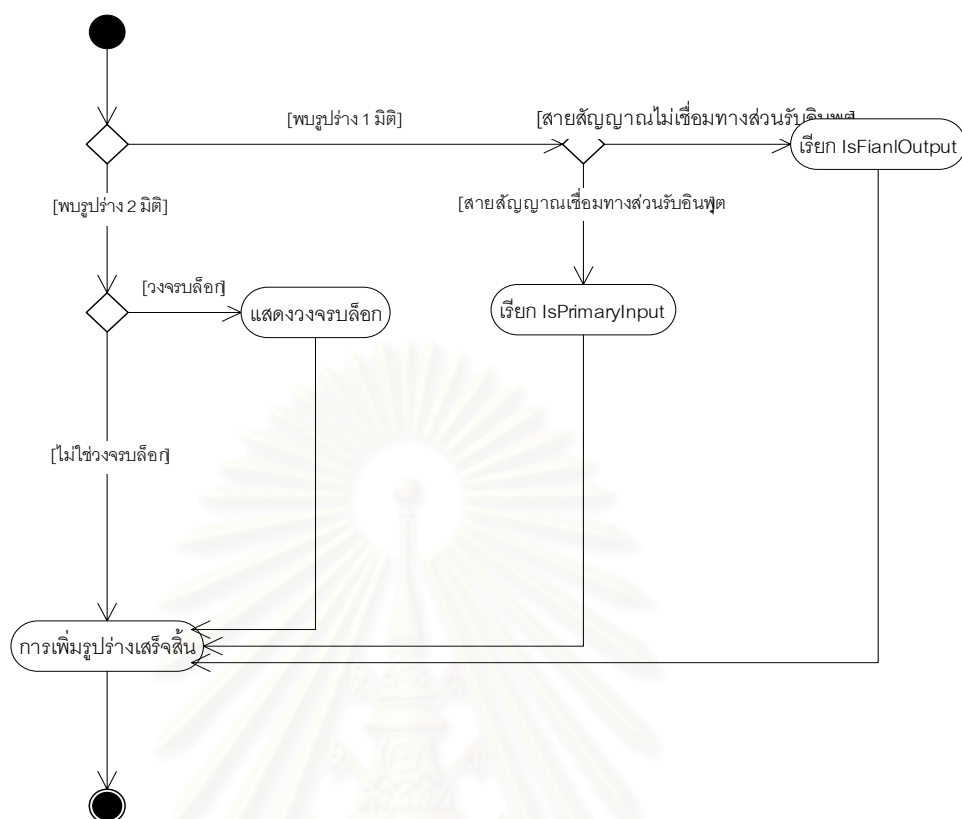 [พบรูปร่าง 1 มิติ]
[สายสัญญาณไม่เชื่อมทางส่วนรับอินพุต]
เรียก IsFianlOutput
[พบรูปร่าง 2 มิติ]
[สายสัญญาณเชื่อมทางส่วนรับอินพุต]
[วงจรบล็อก]
แสดงวงจรบล็อก
เรียก IsPrimaryInput
[ไม่ใช่วงจรบล็อก]
การเพิ่มรูปร่างเสร็จสิ้น